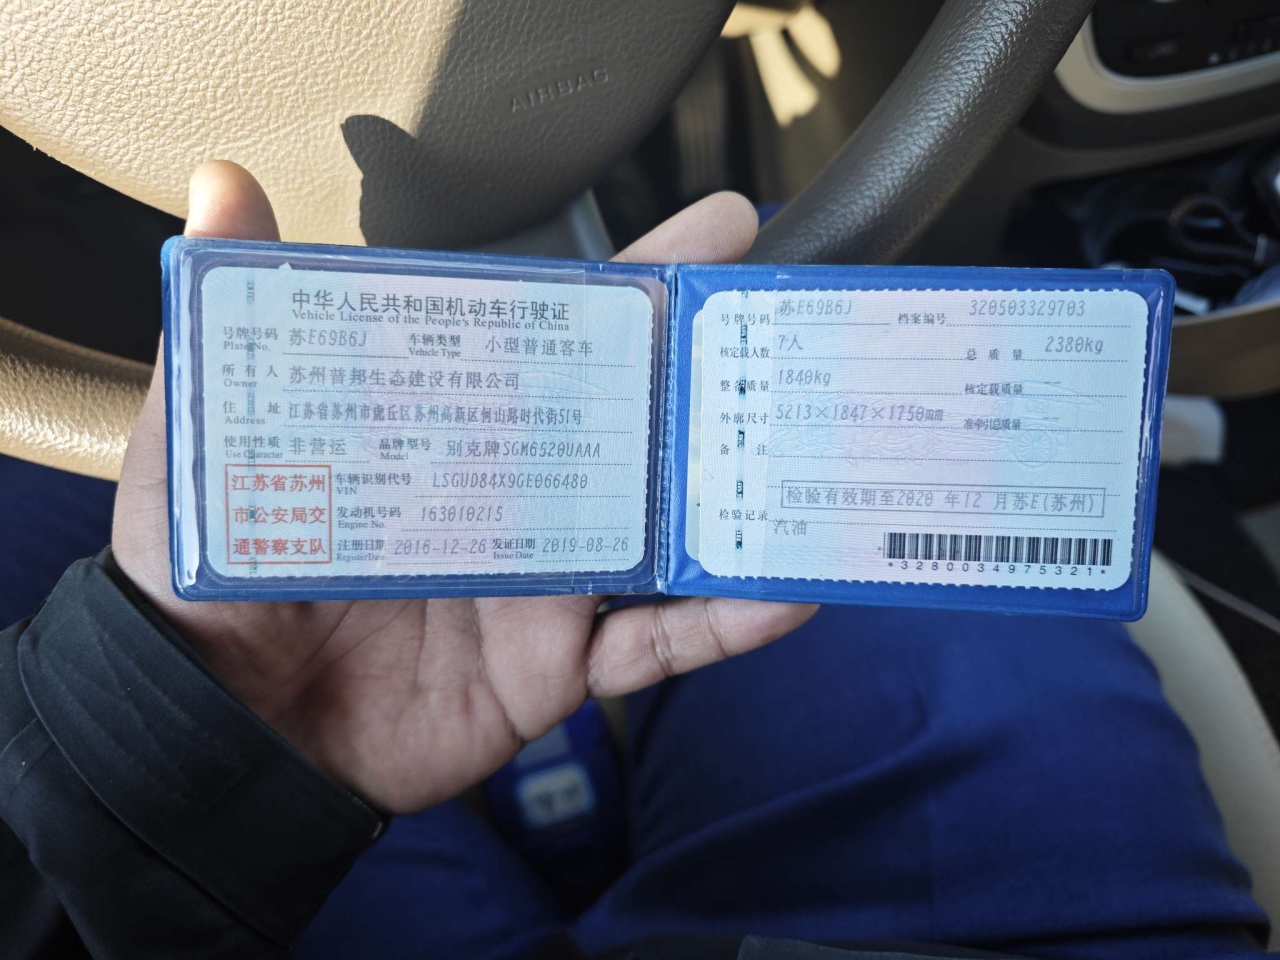 AIRBAG
中华人民共和国机动车行驶证
Vehicle License of the People's Republic of China
号牌号码 苏E69B6J 车辆类型 小型普通客车
Plate No. Vehicle Type
所有人 苏州普邦生态建设有限公司
Owner
住址 江苏省苏州市虎丘区苏州高新区何山路时代街51号
Address
使用性质 非营运 品牌型号 别克牌SGM6520UAAA
Use Character Model
江苏省苏州
市公安局交
通警察支队
车辆识别代号 LSGUD84X9GE066480
VIN
发动机号码 163010215
Engine No.
注册日期 2016-12-26 发证日期 2019-08-26
Register Date Issue Date
号牌号码 苏E69B6J 档案编号 320503329703
核定载人数 7人 总质量 2380kg
整备质量 1840kg 核定载质量 --
外廓尺寸 5213×1847×1750mm 准牵引总质量 --
备注
检验有效期至2020 年12 月苏E(苏州)
检验记录
汽油
*3280034975321*